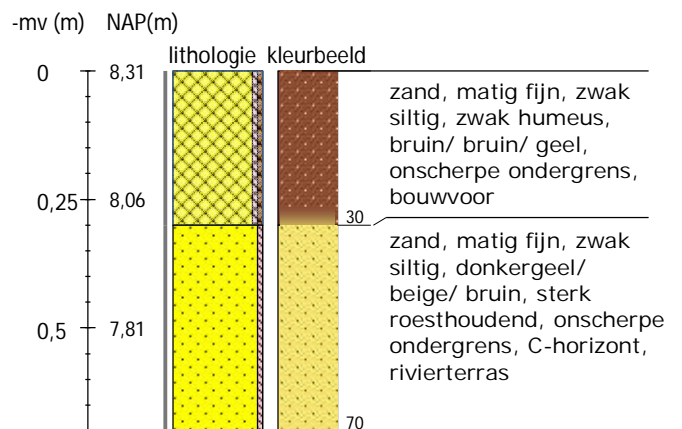 -mv (m) NAP(m)
lithologie kleurbeeld
0 8,31
zand, matig fijn, zwak
siltig, zwak humeus,
bruin/ bruin/ geel,
onscherpe ondergrens,
bouwvoor
0,25 8,06
30
zand, matig fijn, zwak
siltig, donkergeel/
beige/ bruin, sterk
roesthoudend, onscherpe
ondergrens, C-horizont,
rivierterras
0,5 7,81
70